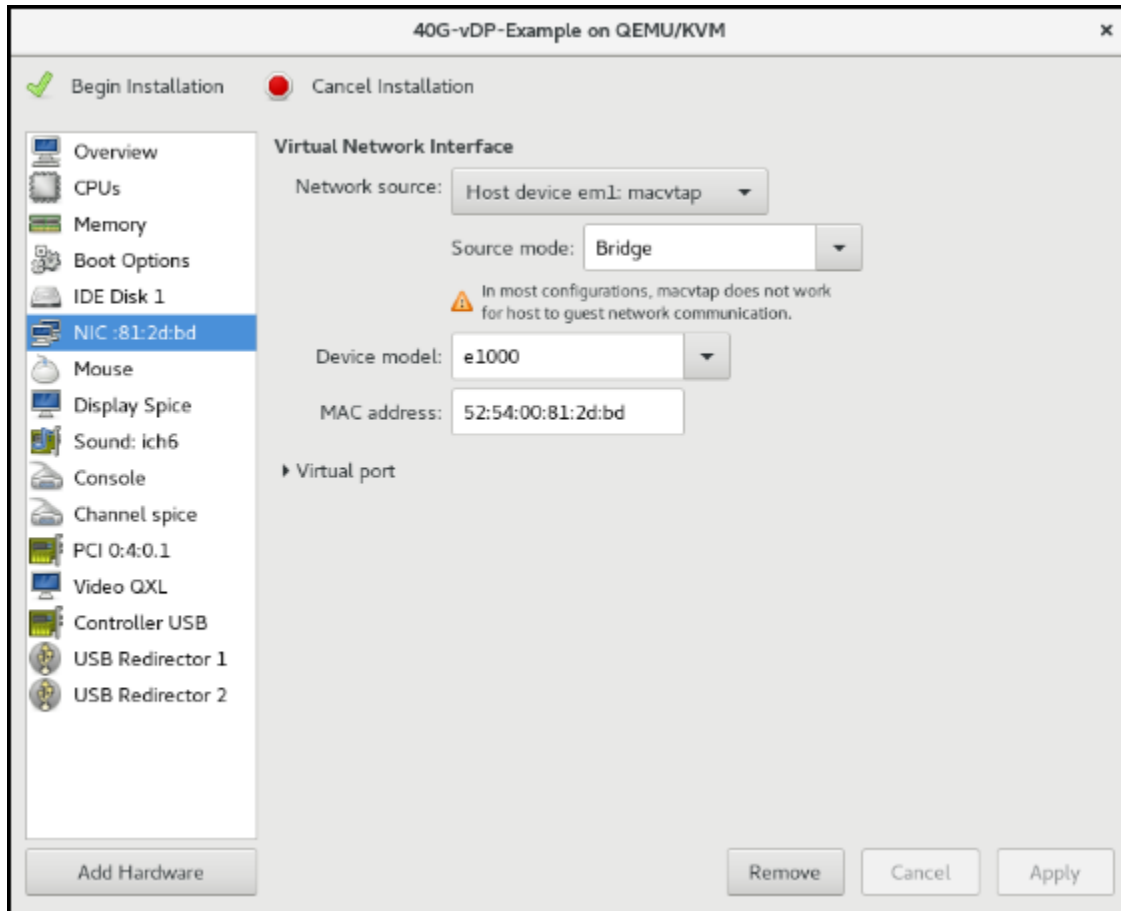 40G-vDP-Example on QEMU/KVM
Begin Installation
Cancel Installation
Overview
CPUs
Memory
Boot Options
IDE Disk 1
NIC :81:2d:bd
Mouse
Display Spice
Sound: ich6
Console
Channel spice
PCI 0:4:0.1
Video QXL
Controller USB
USB Redirector 1
USB Redirector 2
Add Hardware
Virtual Network Interface
Network source: Host device em1: macvtap
Source mode: Bridge
In most configurations, macvtap does not work
for host to guest network communication.
Device model: e1000
MAC address: 52:54:00:81:2d:bd
Virtual port
Remove
Cancel
Apply